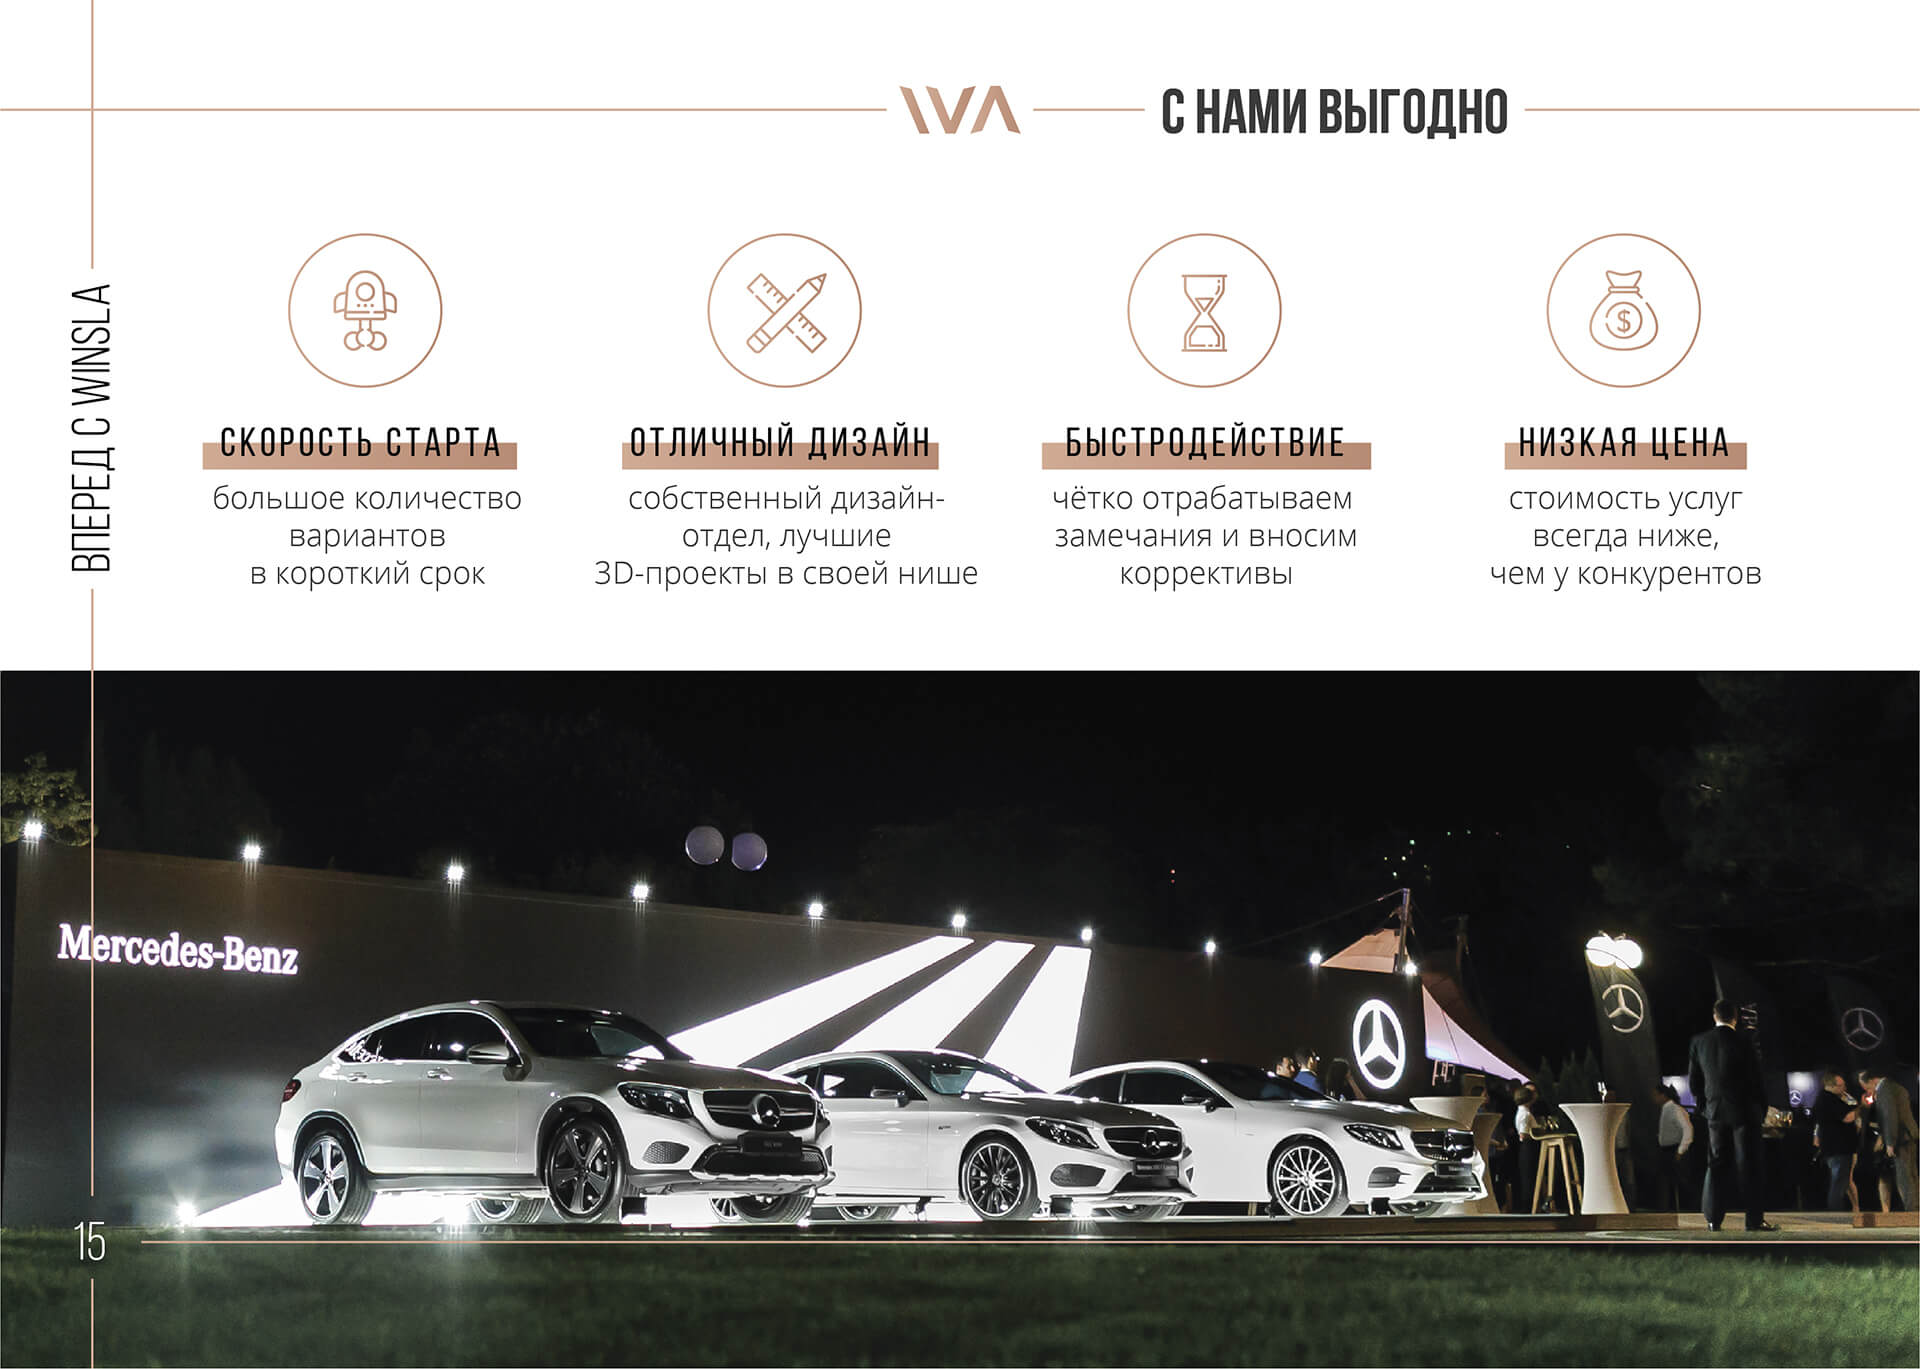 С НАМИ ВЫГОДНО
ВПЕРЕД С WINSLA
СКОРОСТЬ СТАРТА
большое количество
вариантов
в короткий срок
ОТЛИЧНЫЙ ДИЗАЙН
собственный дизайн-
отдел, лучшие
3D-проекты в своей нише
БЫСТРОДЕЙСТВИЕ
чётко отрабатываем
замечания и вносим
коррективы
НИЗКАЯ ЦЕНА
$
стоимость услуг
всегда ниже,
чем у конкурентов
Mercedes-Benz
15